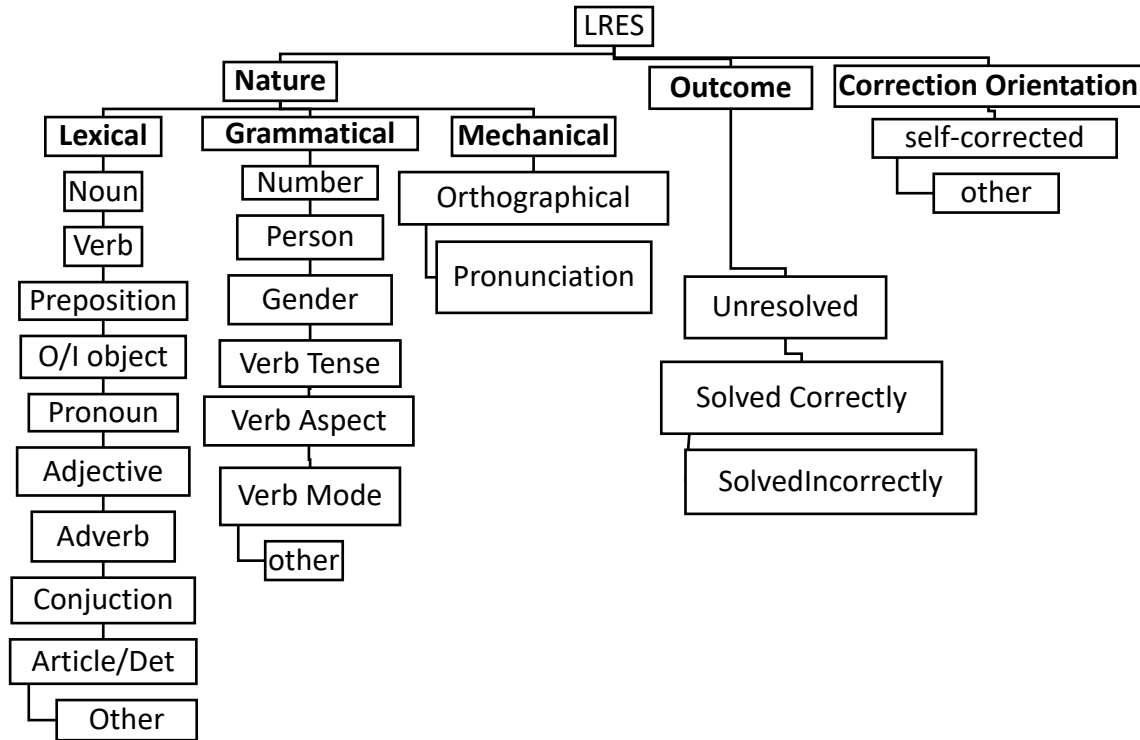 LRES
Nature
Outcome
Correction Orientation
Lexical
Grammatical
Mechanical
Noun
Verb
Preposition
O/I object
Pronoun
Adjective
Adverb
Conjuction
Article/Det
Other
Number
Person
Gender
Verb Tense
Verb Aspect
Verb Mode
other
Orthographical
Pronunciation
Unresolved
Solved Correctly
SolvedIncorrectly
self-corrected
other